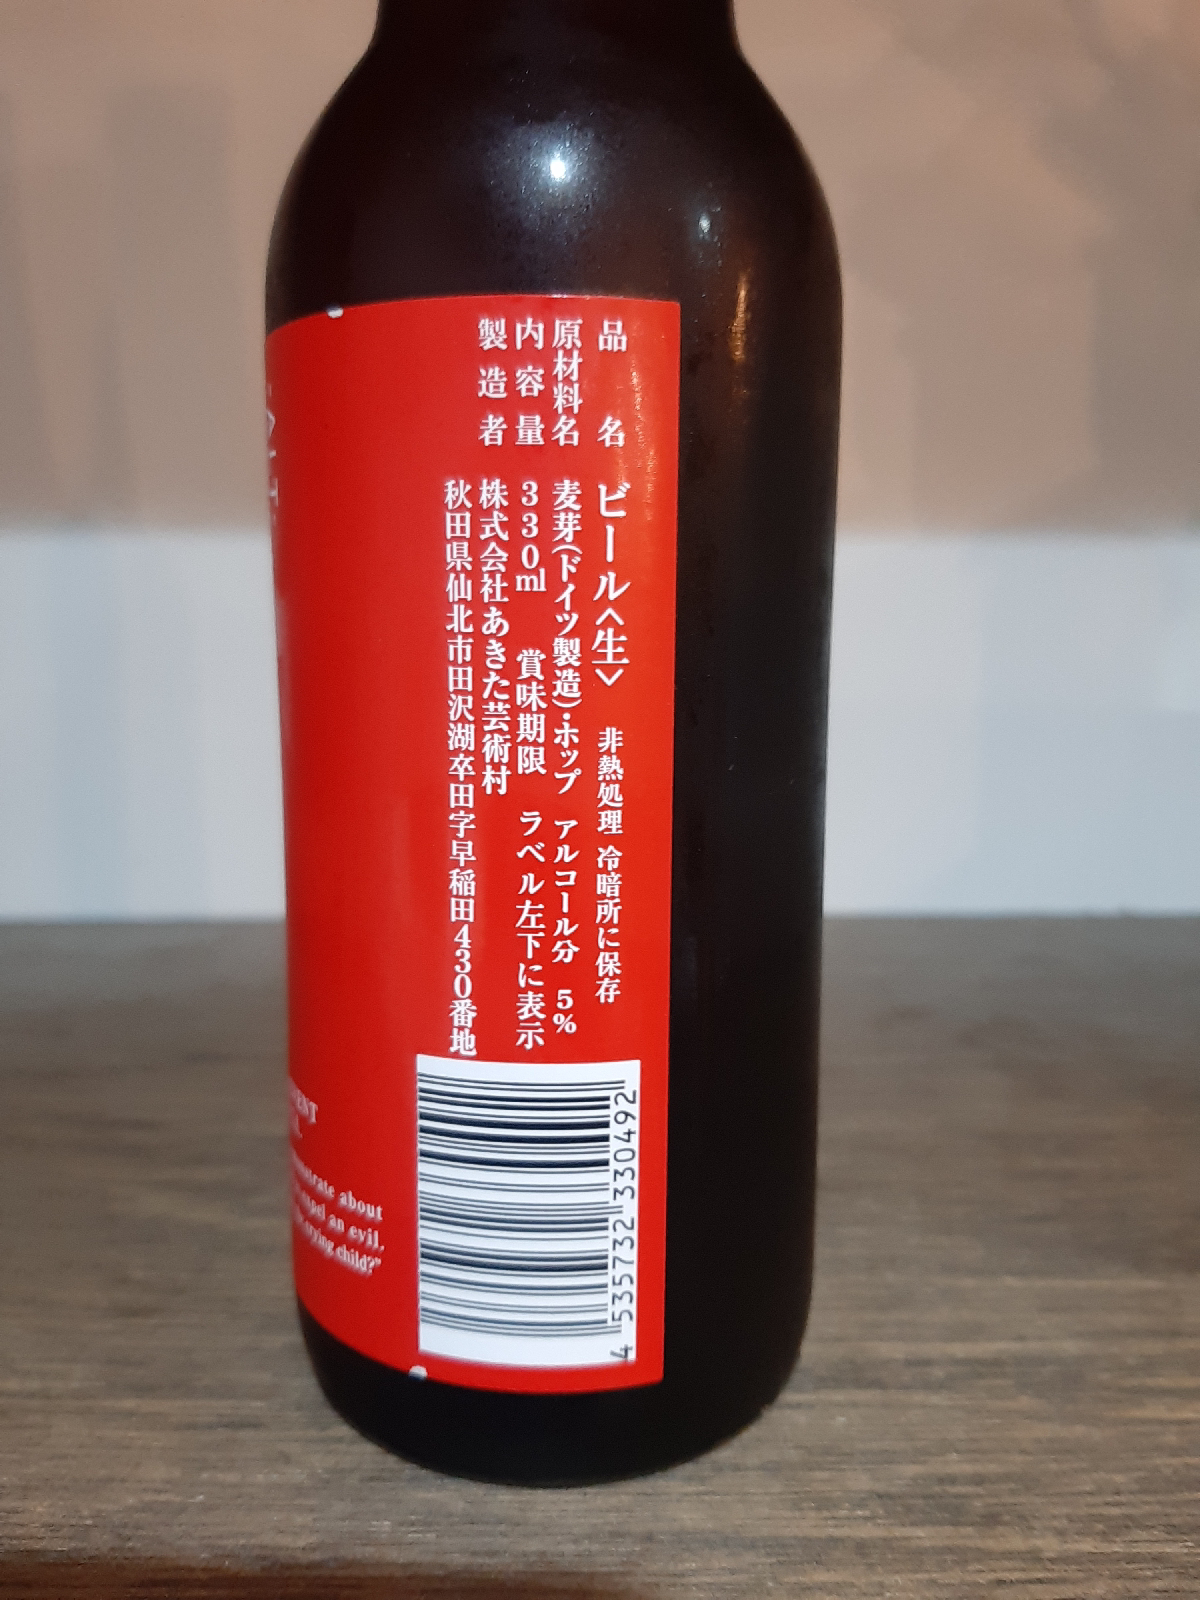 品名 ビール〈生〉 非熱処理 冷暗所に保存
原材料名 麦芽(ドイツ製造)・ホップ アルコール分 5%
内容量 330ml 賞味期限 ラベル左下に表示
製造者 株式会社あきた芸術村
秋田県仙北市田沢湖卒田字早稲田430番地
about
an evil,
crying child?"
4 535732 330492